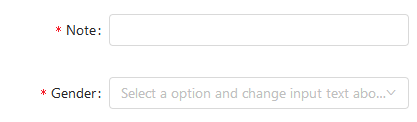 * Note:
* Gender: Select a option and change input text abo...